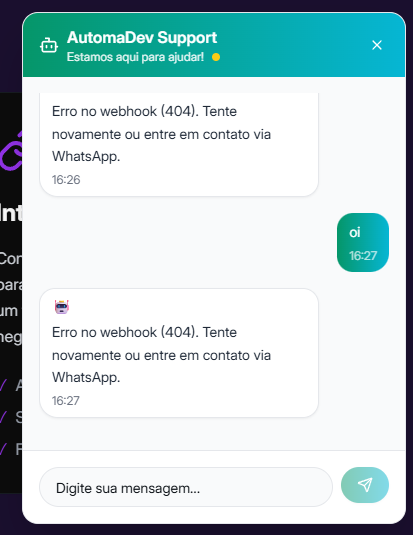 AutomaDev Support
Estamos aqui para ajudar!
Erro no webhook (404). Tente
novamente ou entre em contato via
WhatsApp.
16:26
oi
16:27
Erro no webhook (404). Tente
novamente ou entre em contato via
WhatsApp.
16:27
Digite sua mensagem...
Int
Con
para
um
neg
A
S
F